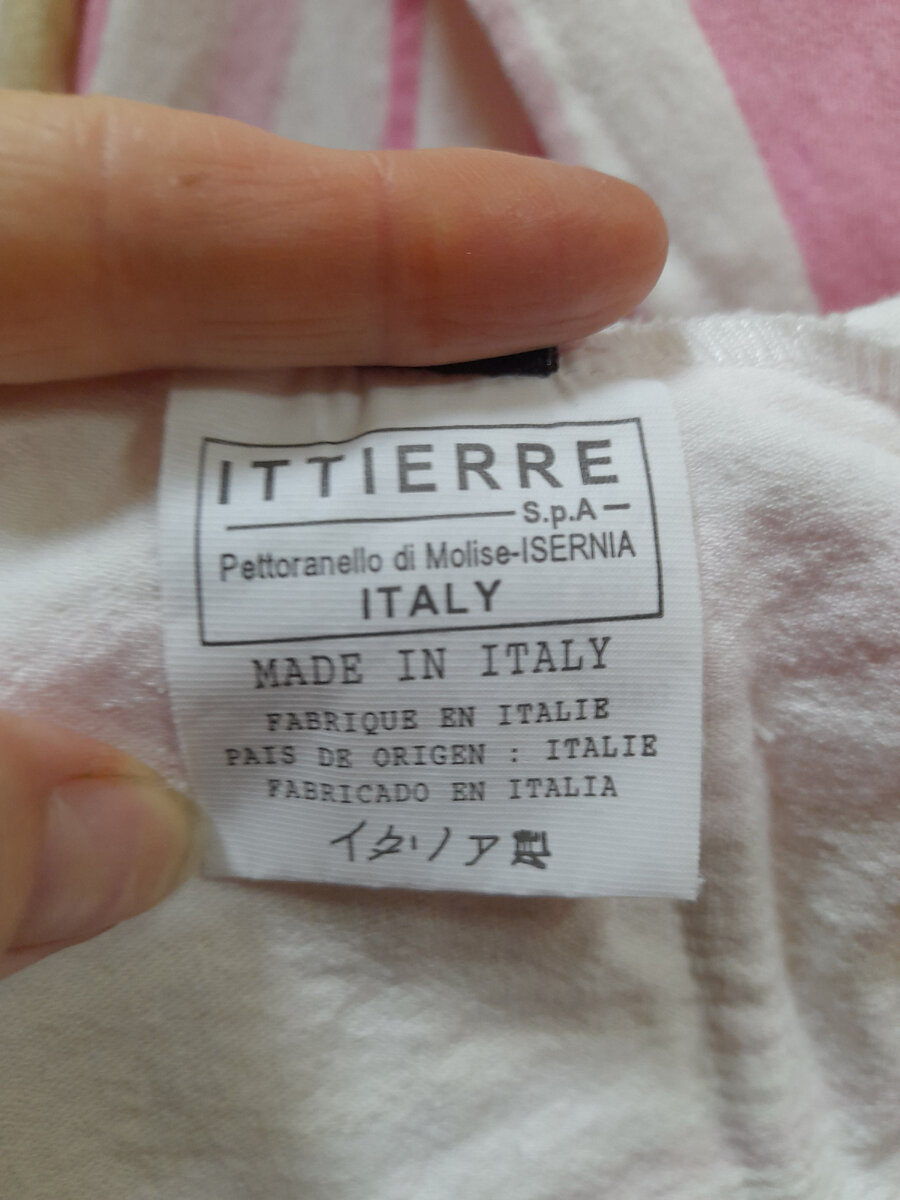 ITTIERRE
S.p.A
Pettoranello di Molise-ISERNIA
ITALY
MADE IN ITALY
FABRIQUE EN ITALIE
PAIS DE ORIGEN : ITALIE
FABRICADO EN ITALIA
イタリア